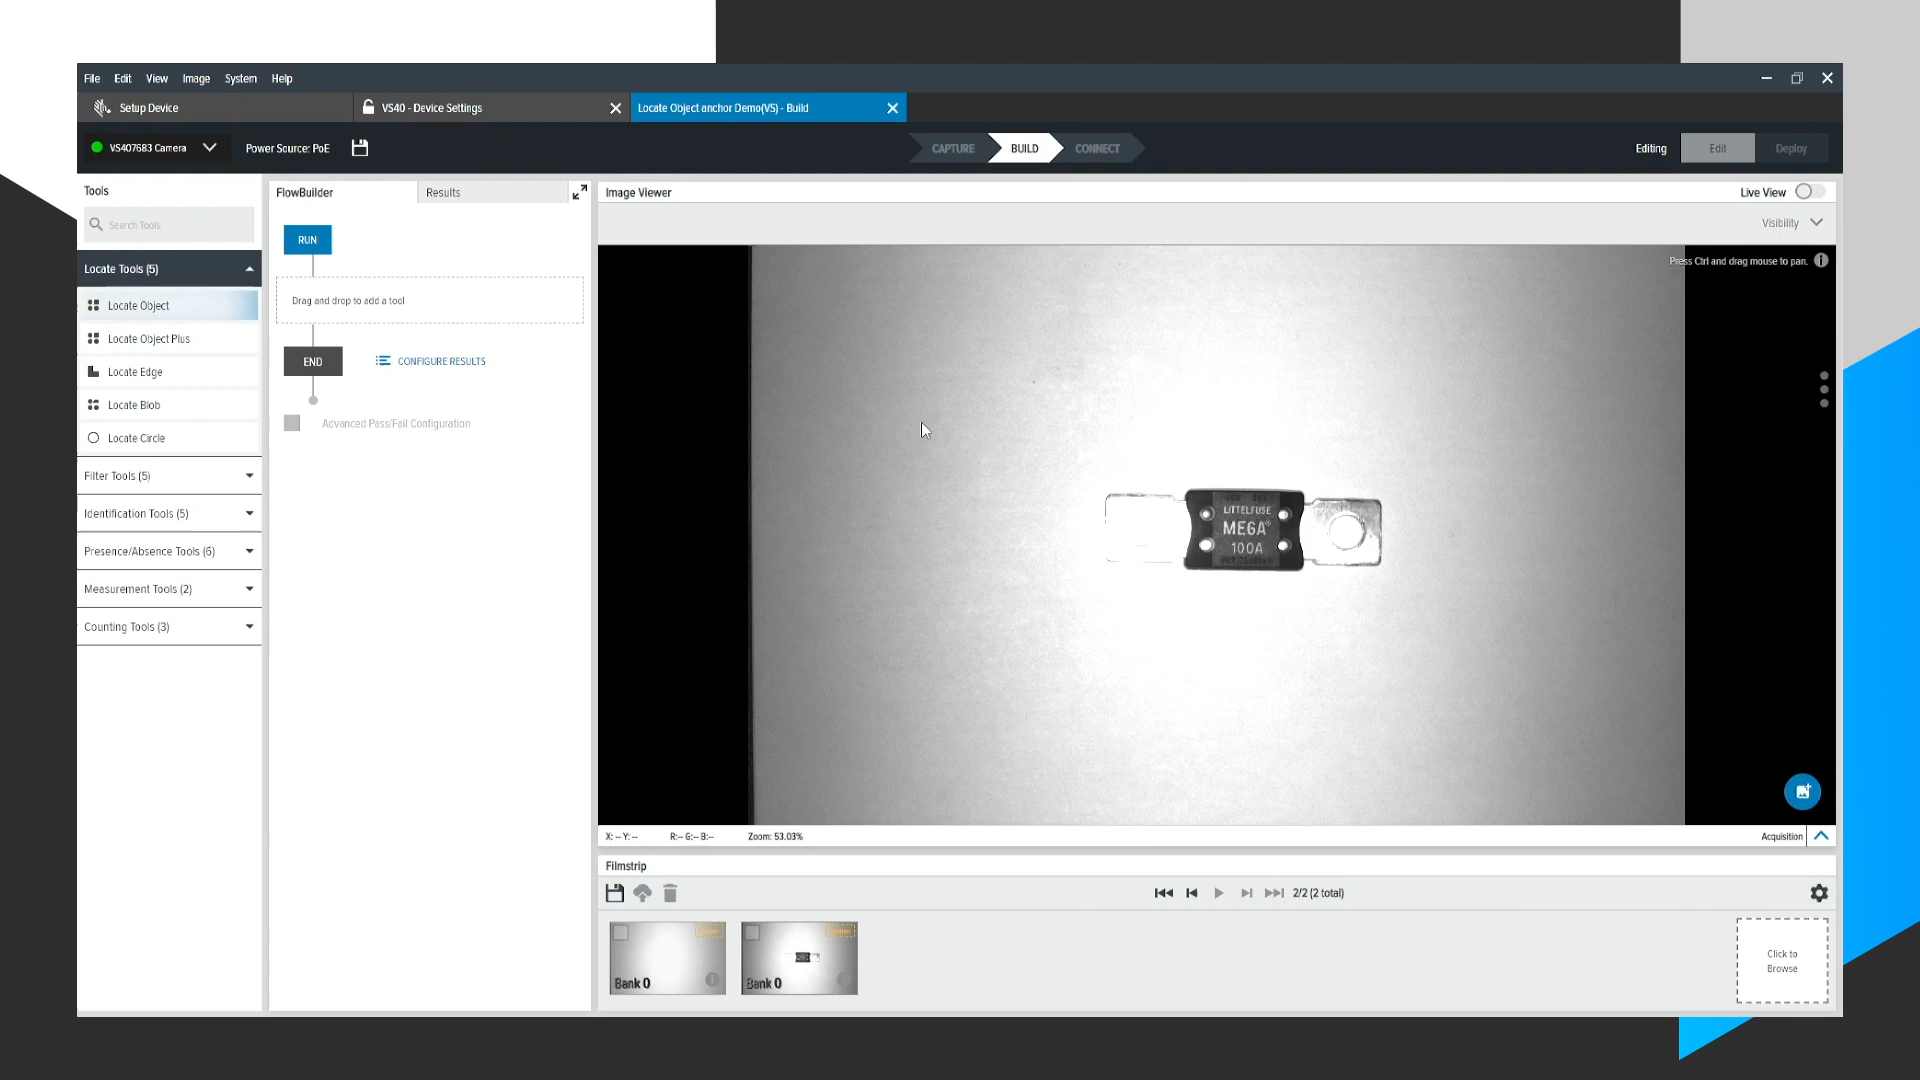 File Edit View Image System Help
Setup Device
VS40 - Device Settings
Locate Object anchor Demo(VS) - Build
VS407683 Camera
Power Source: PoE
CAPTURE
BUILD
CONNECT
Editing
Edit
Deploy
Tools
Search Tools
Locate Tools (5)
Locate Object
Locate Object Plus
Locate Edge
Locate Blob
Locate Circle
Filter Tools (5)
Identification Tools (5)
Presence/Absence Tools (6)
Measurement Tools (2)
Counting Tools (3)
FlowBuilder
Results
RUN
Drag and drop to add a tool
END
CONFIGURE RESULTS
Advanced Pass/Fail Configuration
Image Viewer
Live View
Visibility
Press Ctrl and drag mouse to pan.
LITTELFUSE
MEGA®
100A
X: -- Y: --
R:-- G:-- B:--
Zoom: 53.03%
Acquisition
Filmstrip
2/2 (2 total)
Bank 0
Bank 0
Click to
Browse